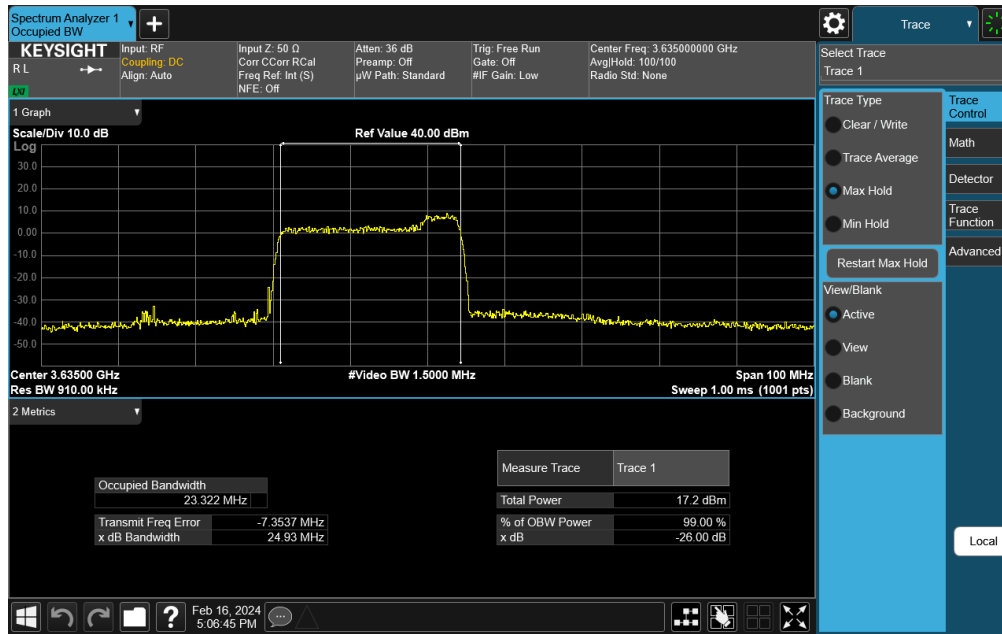 Spectrum Analyzer 1
Occupied BW
KEYSIGHT
R L
LXI
Input: RF
Coupling: DC
Align: Auto
Input Z: 50 Ω
Corr CCorr RCal
Freq Ref: Int (S)
NFE: Off
Atten: 36 dB
Preamp: Off
µW Path: Standard
Trig: Free Run
Gate: Off
#IF Gain: Low
Center Freq: 3.635000000 GHz
Avg|Hold: 100/100
Radio Std: None
1 Graph
Scale/Div 10.0 dB
Ref Value 40.00 dBm
Log
30.0
20.0
10.0
0.00
-10.0
-20.0
-30.0
-40.0
-50.0
Center 3.63500 GHz
#Video BW 1.5000 MHz
Span 100 MHz
Res BW 910.00 kHz
Sweep 1.00 ms (1001 pts)
2 Metrics
Measure Trace
Trace 1
Occupied Bandwidth
23.322 MHz
Total Power
17.2 dBm
Transmit Freq Error
-7.3537 MHz
% of OBW Power
99.00 %
x dB Bandwidth
24.93 MHz
x dB
-26.00 dB
?
Feb 16, 2024
5:06:45 PM
Trace
Select Trace
Trace 1
Trace Type
Clear / Write
Trace Average
Max Hold
Min Hold
Restart Max Hold
View/Blank
Active
View
Blank
Background
Trace
Control
Math
Detector
Trace
Function
Advanced
Local